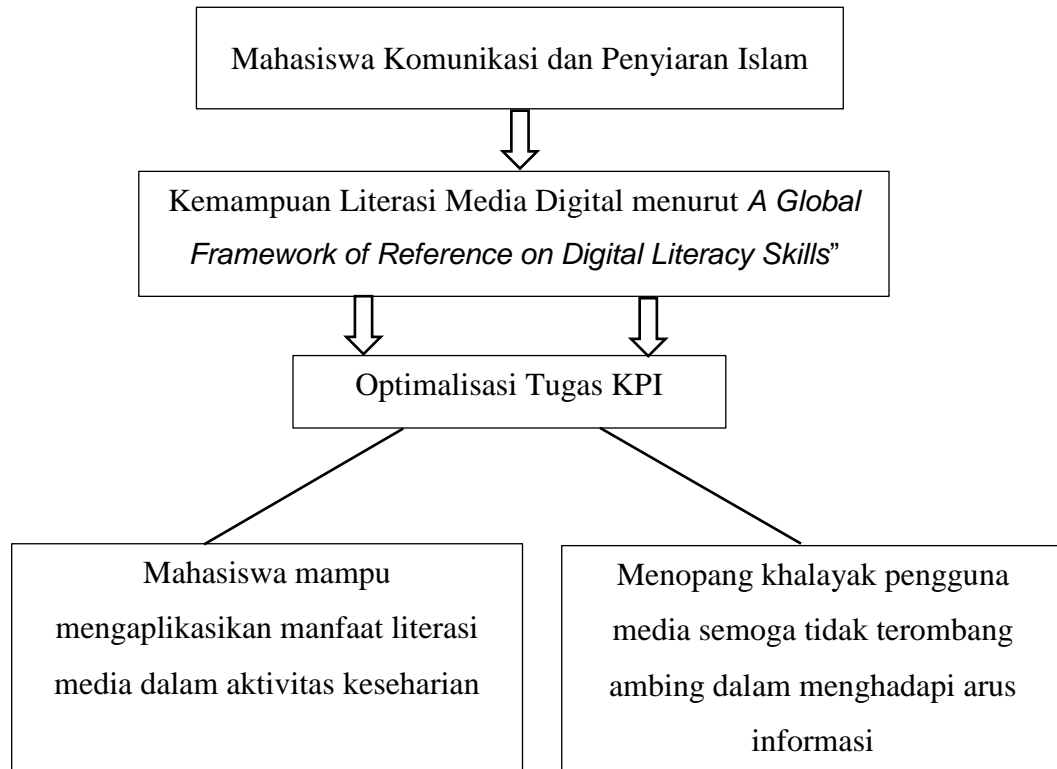 Mahasiswa Komunikasi dan Penyiaran Islam
Kemampuan Literasi Media Digital menurut A Global
Framework of Reference on Digital Literacy Skills”
Optimalisasi Tugas KPI
Mahasiswa mampu
mengaplikasikan manfaat literasi
media dalam aktivitas keseharian
Menopang khalayak pengguna
media semoga tidak terombang
ambing dalam menghadapi arus
informasi